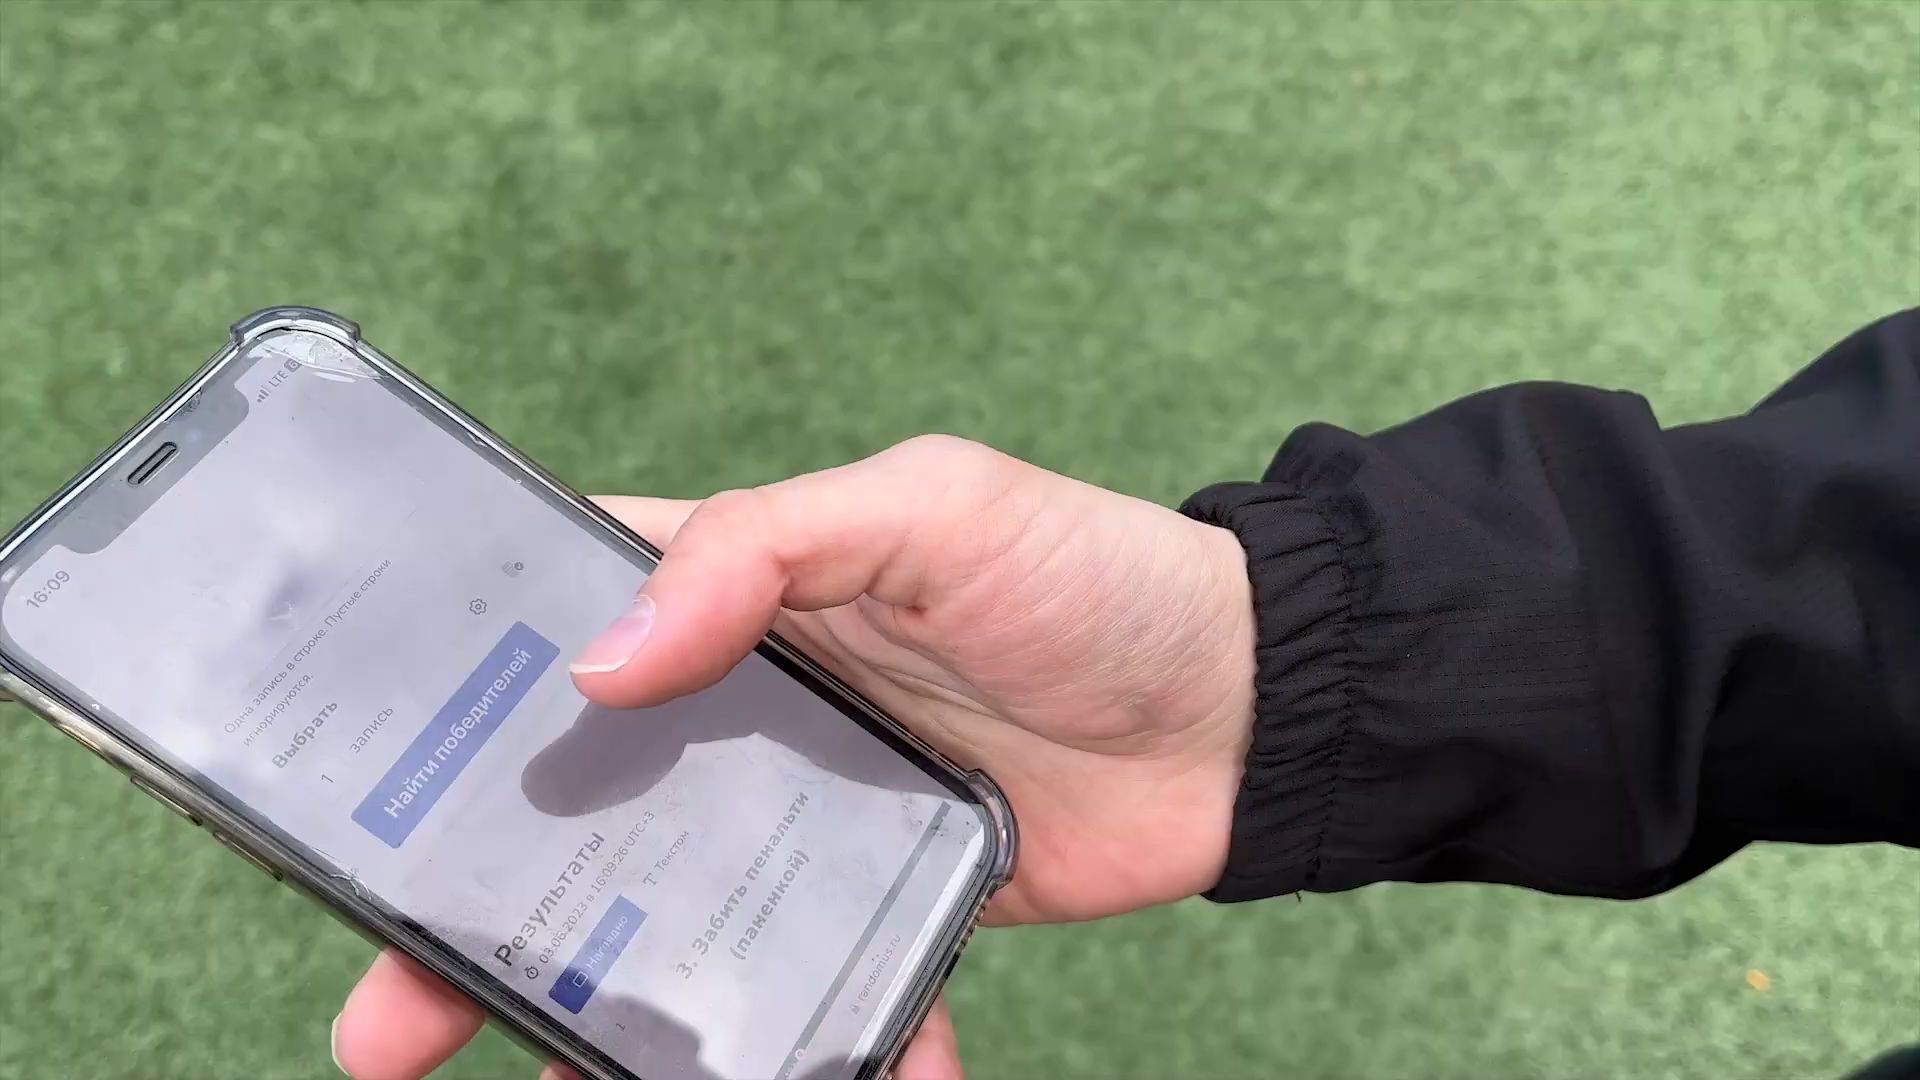 16:09
LTE
Одна запись в строке. Пустые строки
игнорируются.
Выбрать
1 запись
Найти победителей
Результаты
03.06.2023 в 16:09:26 UTC+3
Наглядно
Текстом
1
3. Забить пенальти
(паненкой)
randomus.ru